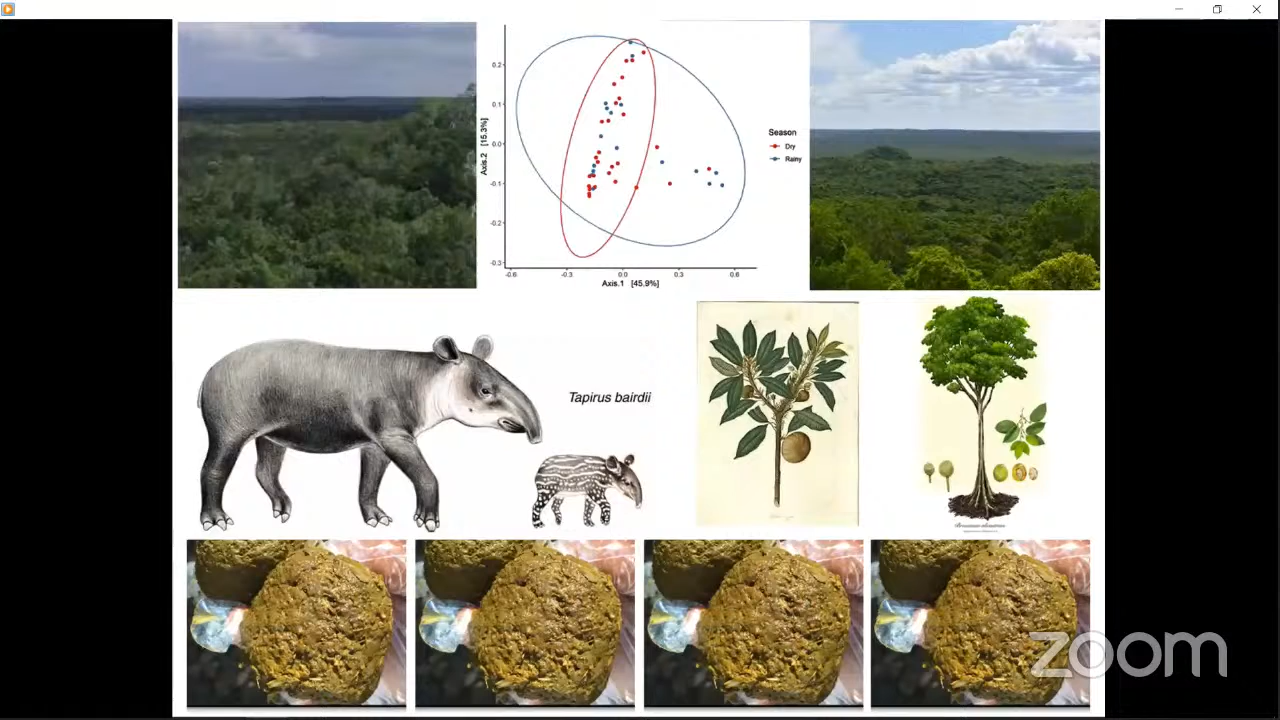 0.2
0.1
0.0
-0.1
-0.2
-0.3
-0.6
-0.3
0.0
0.3
0.6
Axis.2 [15.3%]
Axis.1 [45.9%]
Season
Dry
Rainy
Tapirus bairdii
zoom